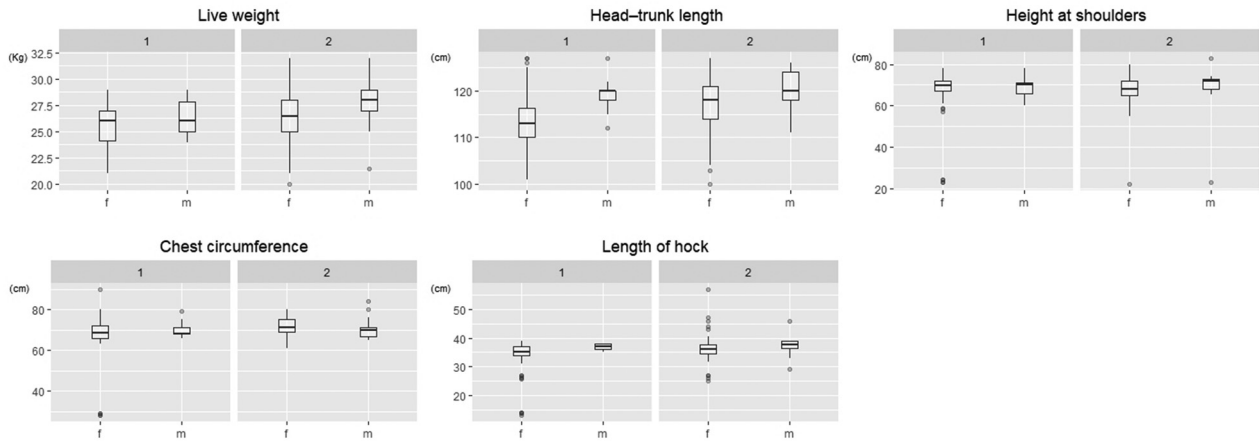 Live weight
(Kg)
1
2
32.5
30.0
27.5
25.0
22.5
20.0
f
m
f
m
Head–trunk length
(cm)
1
2
120
110
100
f
m
f
m
Height at shoulders
(cm)
1
2
80
60
40
20
f
m
f
m
Chest circumference
(cm)
1
2
80
60
40
f
m
f
m
Length of hock
(cm)
1
2
50
40
30
20
f
m
f
m